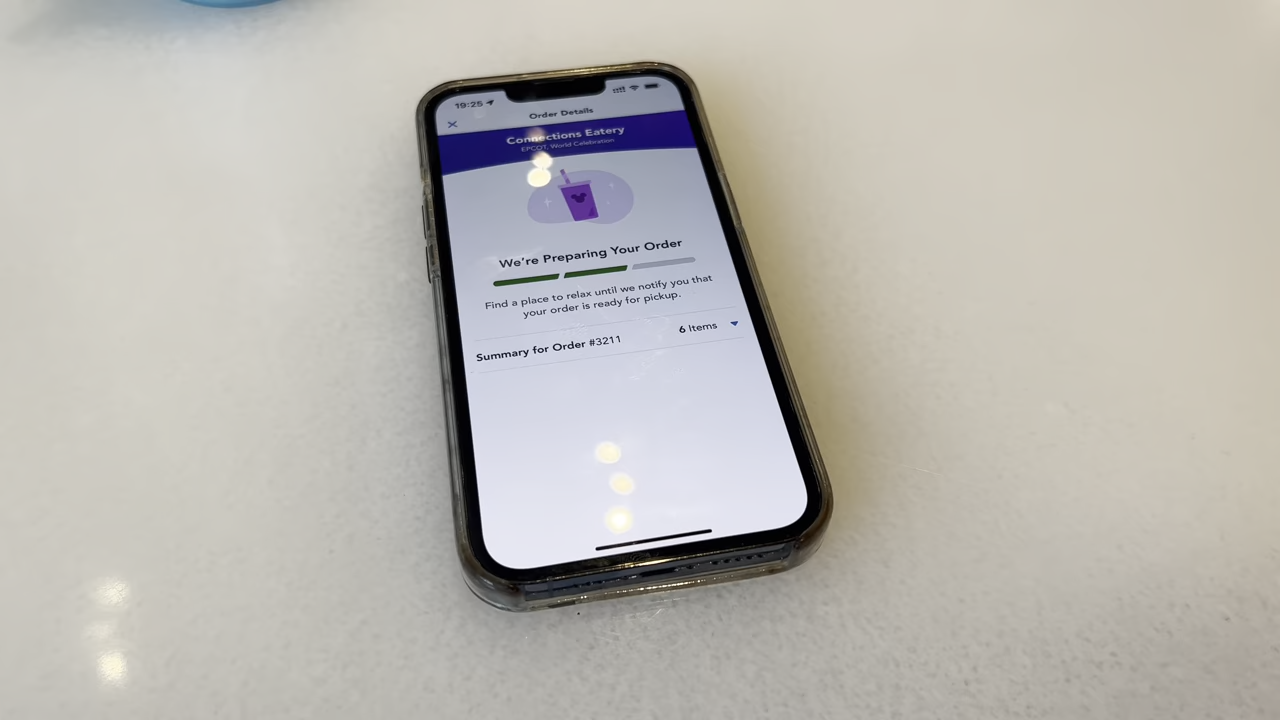 19:25
Order Details
Connections Eatery
EPCOT, World Celebration
We're Preparing Your Order
Find a place to relax until we notify you that
your order is ready for pickup.
Summary for Order #3211
6 Items